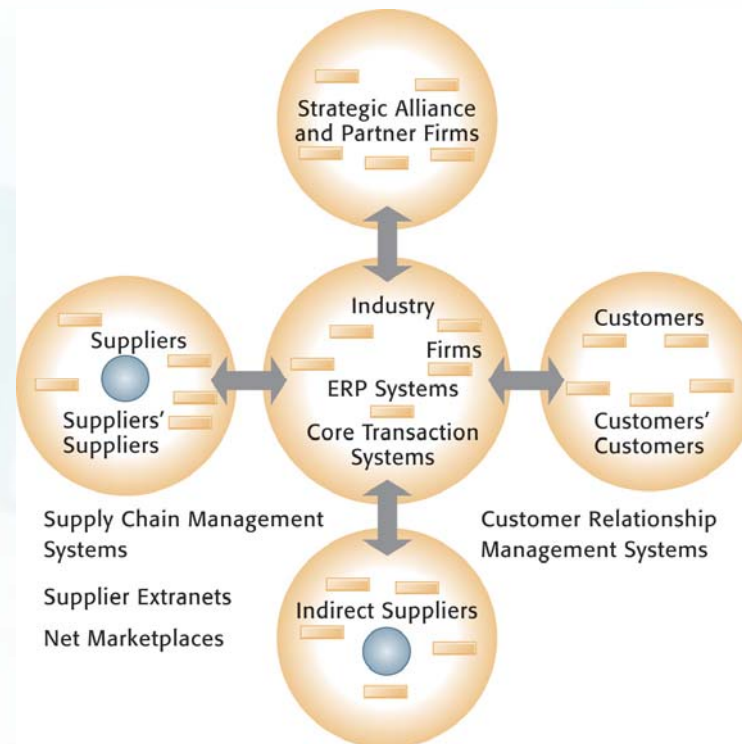 Strategic Alliance
and Partner Firms
Industry
Firms
ERP Systems
Core Transaction
Systems
Suppliers
Suppliers'
Suppliers
Customers
Customers'
Customers
Supply Chain Management
Systems
Supplier Extranets
Net Marketplaces
Customer Relationship
Management Systems
Indirect Suppliers